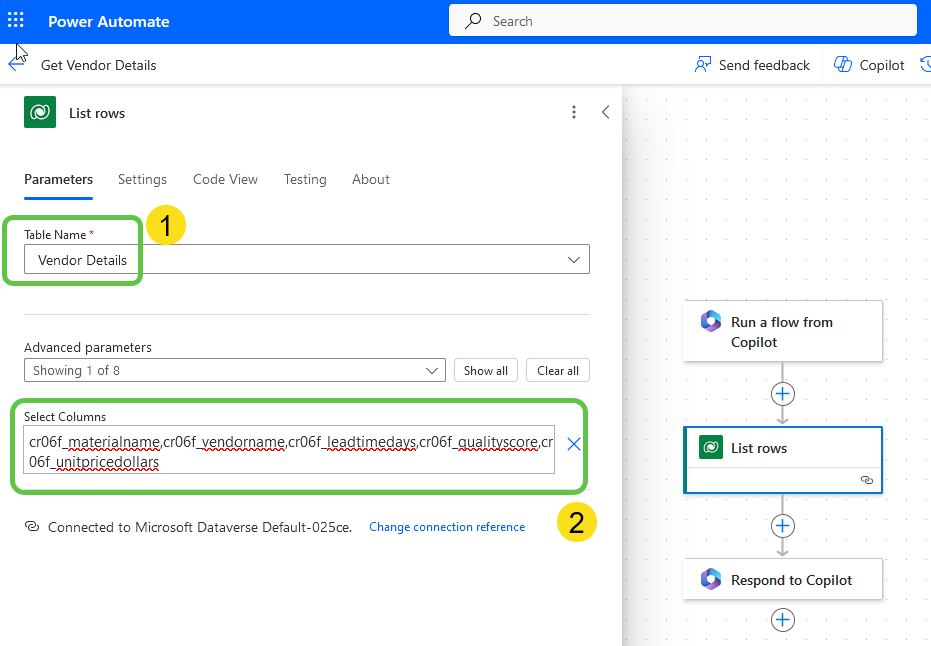 Power Automate
Search
Get Vendor Details
Send feedback
Copilot
List rows
Parameters
Settings
Code View
Testing
About
1
Table Name *
Vendor Details
Advanced parameters
Showing 1 of 8
Show all
Clear all
Select Columns
cr06f_materialname,cr06f_vendorname,cr06f_leadtimedays,cr06f_qualityscore,cr
06f_unitpricedollars
Connected to Microsoft Dataverse Default-025ce.
Change connection reference
2
Run a flow from
Copilot
List rows
Respond to Copilot